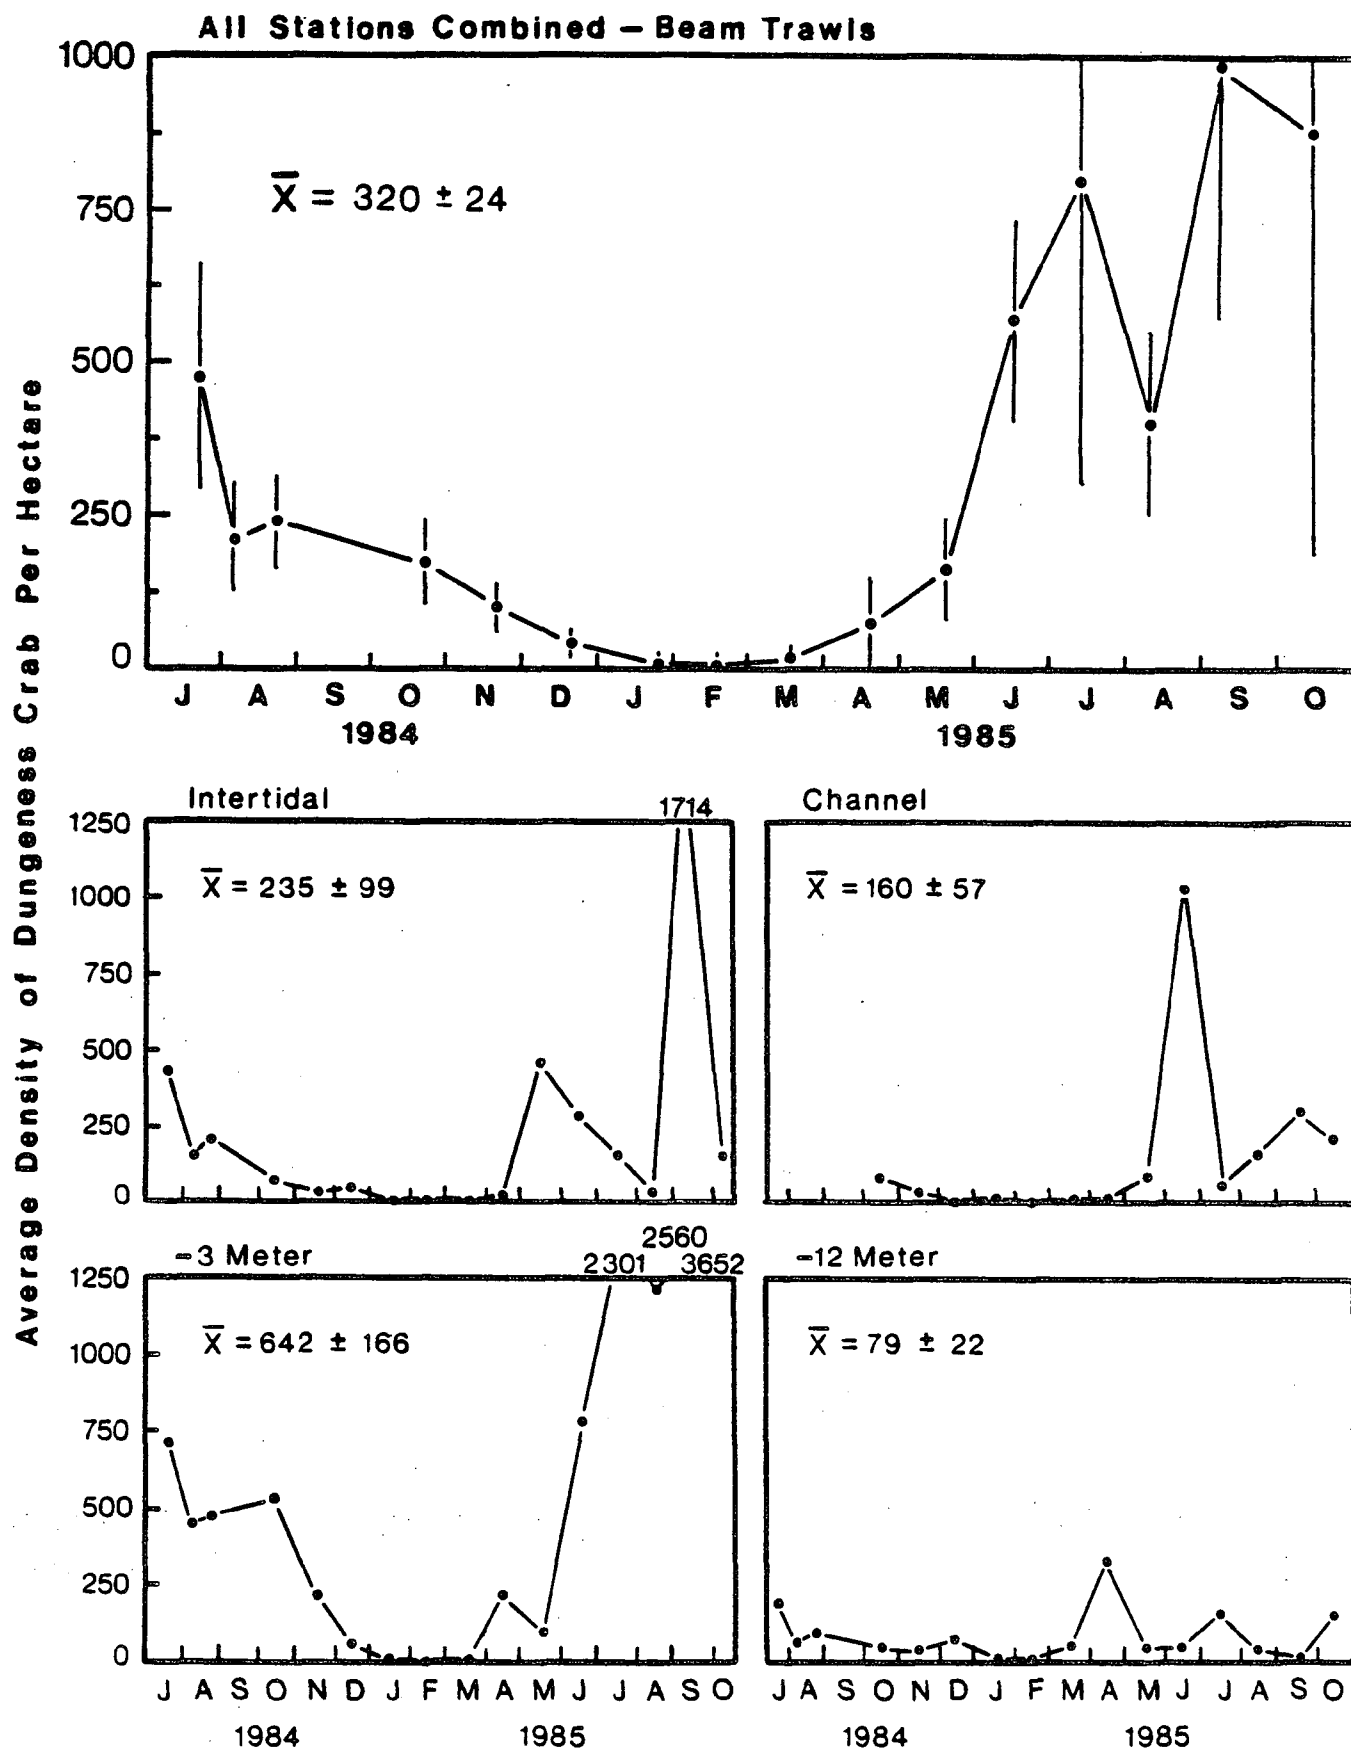 All Stations Combined – Beam Trawls
Average Density of Dungeness Crab Per Hectare
1000
750
500
250
0
X̄ = 320 ± 24
J A S O N D J F M A M J J A S O
1984 1985
Intertidal
1714
1250
1000
750
500
250
0
X̄ = 235 ± 99
Channel
X̄ = 160 ± 57
-3 Meter
2560
2301 3652
1250
1000
750
500
250
0
X̄ = 642 ± 166
J A S O N D J F M A M J J A S O
1984 1985
-12 Meter
X̄ = 79 ± 22
J A S O N D J F M A M J J A S O
1984 1985